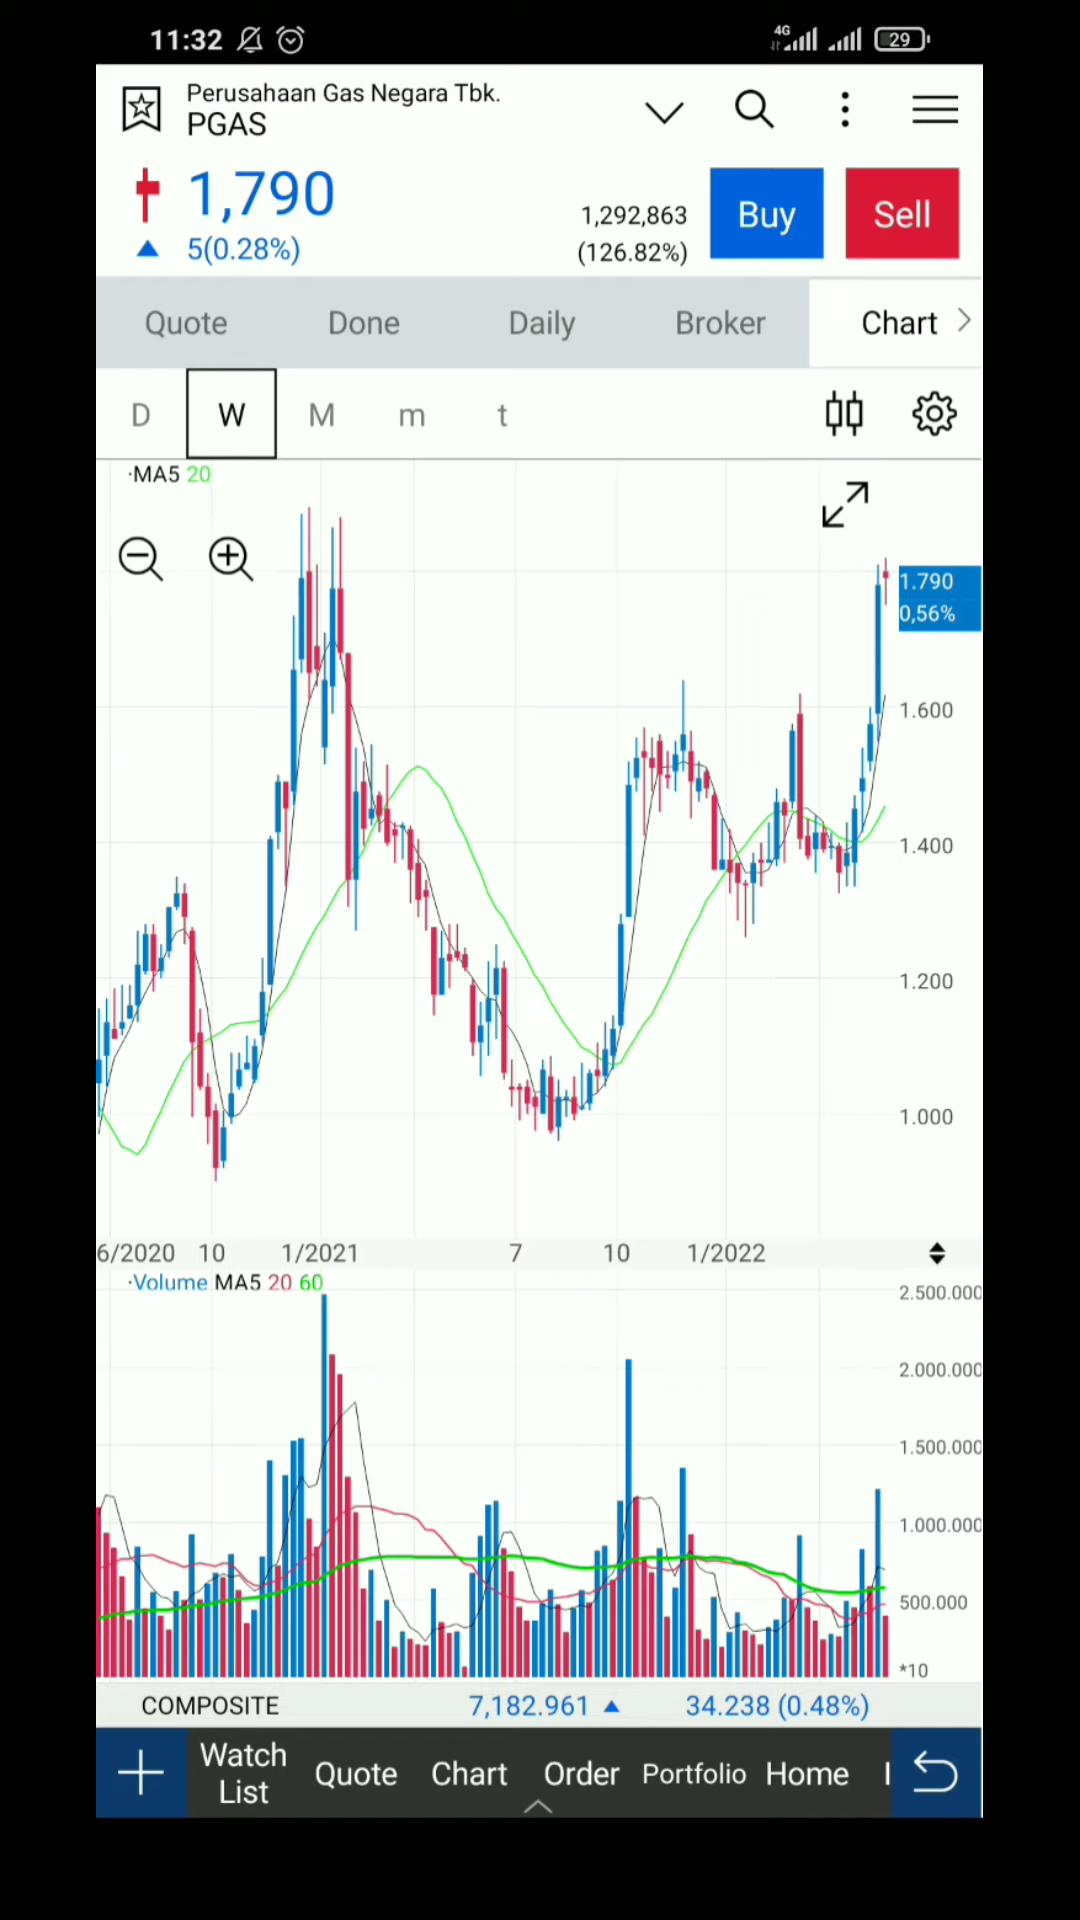 11:32 4G 29
Perusahaan Gas Negara Tbk.
PGAS
1,790
5(0.28%)
1,292,863
(126.82%)
Buy
Sell
Quote Done Daily Broker Chart
D W M m t
·MA5 20
1.790
0,56%
1.600
1.400
1.200
1.000
6/2020 10 1/2021 7 10 1/2022
·Volume MA5 20 60
2.500.000
2.000.000
1.500.000
1.000.000
500.000
*10
COMPOSITE 7,182.961 34.238 (0.48%)
Watch
List
Quote Chart Order Portfolio Home